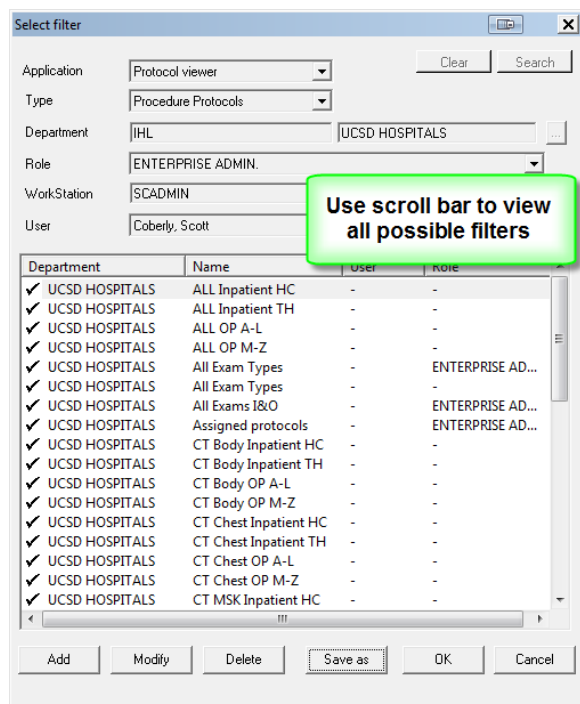 Select filter
Clear Search
Application Protocol viewer
Type Procedure Protocols
Department IHL UCSD HOSPITALS ...
Role ENTERPRISE ADMIN.
WorkStation SCADMIN
User Coberly, Scott
Use scroll bar to view
all possible filters
Department Name User Role
UCSD HOSPITALS ALL Inpatient HC - -
UCSD HOSPITALS ALL Inpatient TH - -
UCSD HOSPITALS ALL OP A-L - -
UCSD HOSPITALS ALL OP M-Z - -
UCSD HOSPITALS All Exam Types - ENTERPRISE AD...
UCSD HOSPITALS All Exam Types - -
UCSD HOSPITALS All Exams I&O - ENTERPRISE AD...
UCSD HOSPITALS Assigned protocols - ENTERPRISE AD...
UCSD HOSPITALS CT Body Inpatient HC - -
UCSD HOSPITALS CT Body Inpatient TH - -
UCSD HOSPITALS CT Body OP A-L - -
UCSD HOSPITALS CT Body OP M-Z - -
UCSD HOSPITALS CT Chest Inpatient HC - -
UCSD HOSPITALS CT Chest Inpatient TH - -
UCSD HOSPITALS CT Chest OP A-L - -
UCSD HOSPITALS CT Chest OP M-Z - -
UCSD HOSPITALS CT MSK Inpatient HC - -
Add Modify Delete Save as OK Cancel